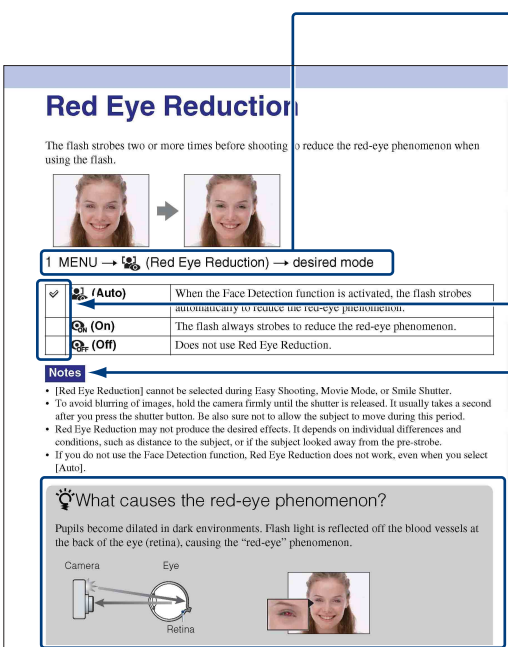 Red Eye Reduction
The flash strobes two or more times before shooting to reduce the red-eye phenomenon when
using the flash.
1 MENU → (Red Eye Reduction) → desired mode
(Auto) When the Face Detection function is activated, the flash strobes
automatically to reduce the red-eye phenomenon.
ON (On) The flash always strobes to reduce the red-eye phenomenon.
OFF (Off) Does not use Red Eye Reduction.
Notes
• [Red Eye Reduction] cannot be selected during Easy Shooting, Movie Mode, or Smile Shutter.
• To avoid blurring of images, hold the camera firmly until the shutter is released. It usually takes a second
after you press the shutter button. Be also sure not to allow the subject to move during this period.
• Red Eye Reduction may not produce the desired effects. It depends on individual differences and
conditions, such as distance to the subject, or if the subject looked away from the pre-strobe.
• If you do not use the Face Detection function, Red Eye Reduction does not work, even when you select
[Auto].
What causes the red-eye phenomenon?
Pupils become dilated in dark environments. Flash light is reflected off the blood vessels at
the back of the eye (retina), causing the “red-eye” phenomenon.
Camera Eye
Retina